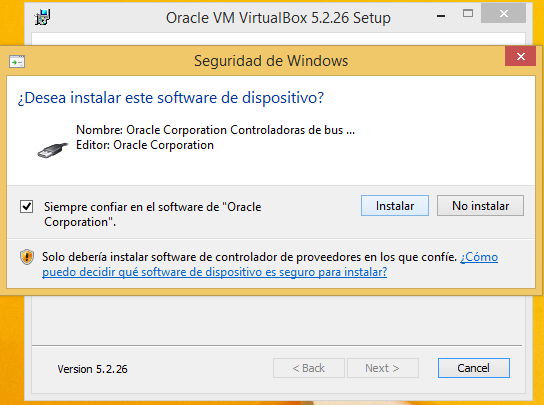 Oracle VM VirtualBox 5.2.26 Setup
Seguridad de Windows
¿Desea instalar este software de dispositivo?
Nombre: Oracle Corporation Controladoras de bus ...
Editor: Oracle Corporation
Siempre confiar en el software de "Oracle
Corporation".
Instalar
No instalar
Solo debería instalar software de controlador de proveedores en los que confíe. ¿Cómo
puedo decidir qué software de dispositivo es seguro para instalar?
Version 5.2.26
< Back
Next >
Cancel